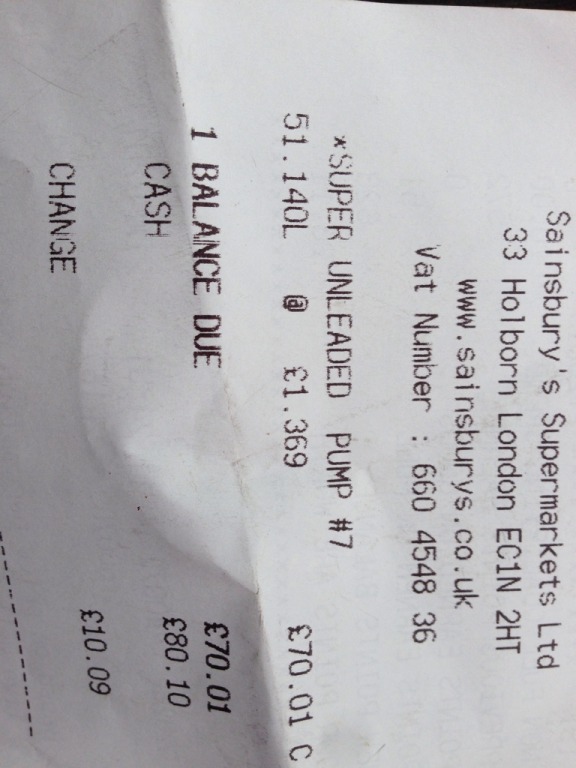 Sainsbury's Supermarkets Ltd
33 Holborn London EC1N 2HT
www.sainsburys.co.uk
Vat Number : 660 4548 36
*SUPER UNLEADED PUMP #7
51.140L @ £1.369 £70.01 C
1 BALANCE DUE £70.01
CASH £80.10
CHANGE £10.09